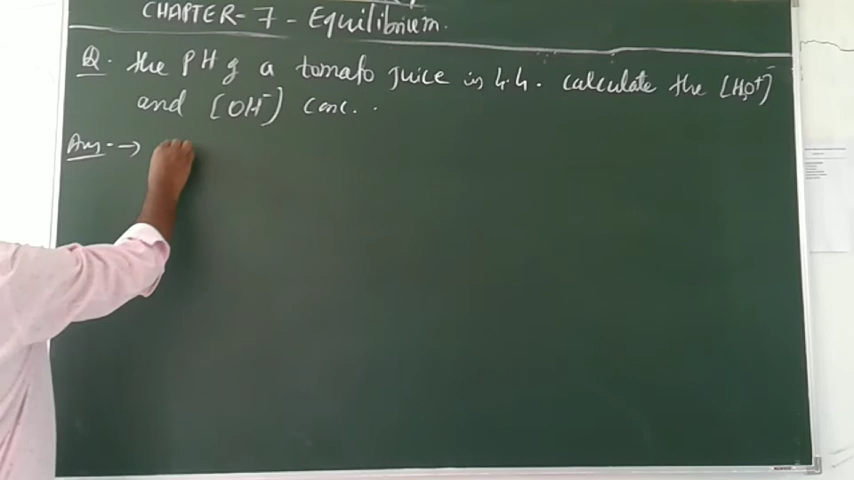 CHAPTER-7-Equilibrium.
Q. the PH of a tomato juice is 4.4. calculate the [H3O+]
and [OH-] conc..
Ans.→